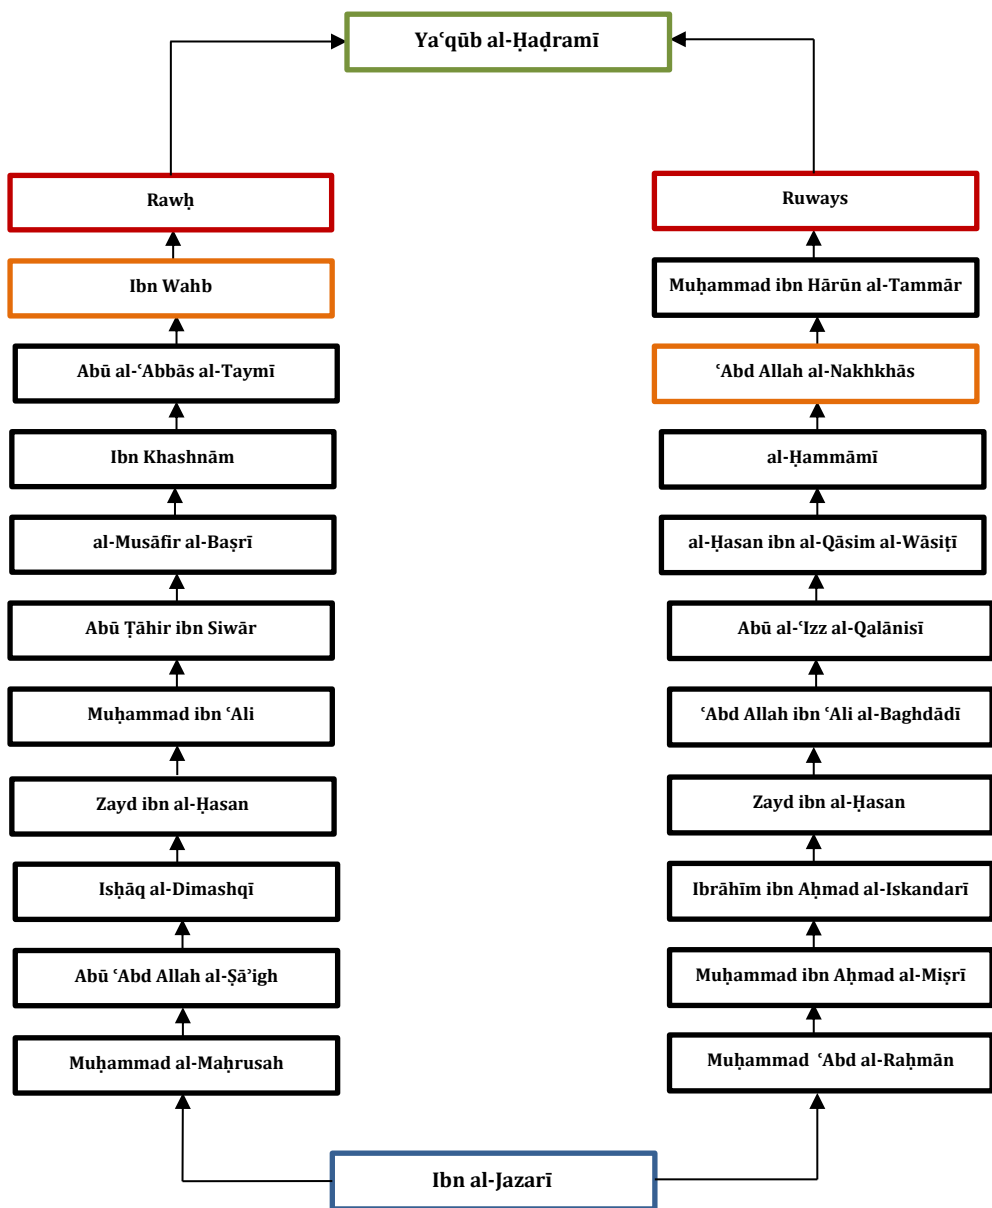 Yaʿqūb al-Ḥaḍramī
Rawḥ
Ruways
Ibn Wahb
Muḥammad ibn Hārūn al-Tammār
Abū al-ʿAbbās al-Taymī
ʿAbd Allah al-Nakhkhās
Ibn Khashnām
al-Ḥammāmī
al-Musāfir al-Baṣrī
al-Ḥasan ibn al-Qāsim al-Wāsiṭī
Abū Ṭāhir ibn Siwār
Abū al-ʿIzz al-Qalānisī
Muḥammad ibn ʿAli
ʿAbd Allah ibn ʿAli al-Baghdādī
Zayd ibn al-Ḥasan
Zayd ibn al-Ḥasan
Isḥāq al-Dimashqī
Ibrāhīm ibn Aḥmad al-Iskandarī
Abū ʿAbd Allah al-Ṣāʾigh
Muḥammad ibn Aḥmad al-Miṣrī
Muḥammad al-Maḥrusah
Muḥammad ʿAbd al-Raḥmān
Ibn al-Jazarī